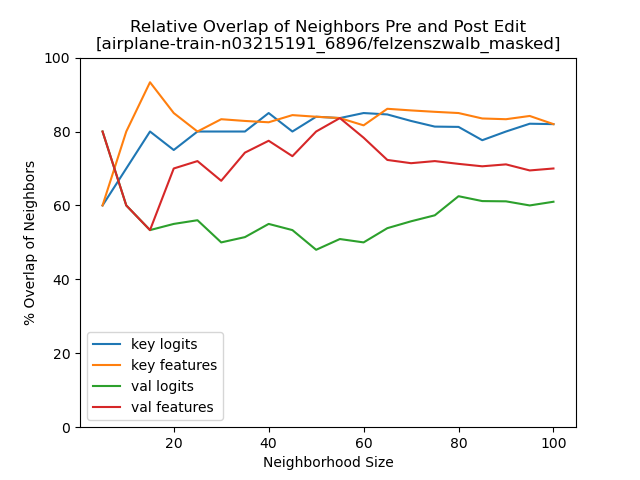 Relative Overlap of Neighbors Pre and Post Edit
[airplane-train-n03215191_6896/felzenszwalb_masked]
100
80
60
40
20
0
% Overlap of Neighbors
key logits
key features
val logits
val features
20 40 60 80 100
Neighborhood Size